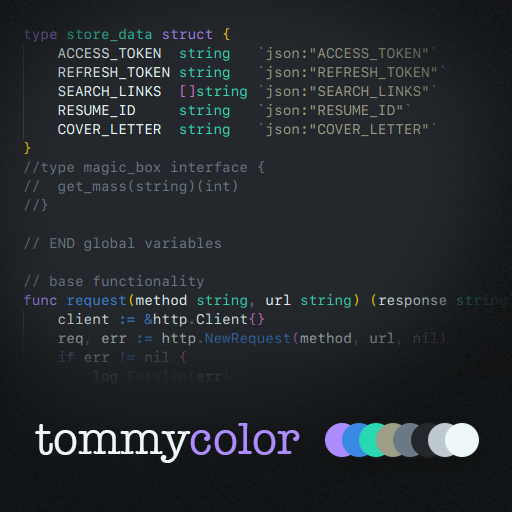 type store_data struct {
    ACCESS_TOKEN  string   `json:"ACCESS_TOKEN"`
    REFRESH_TOKEN string   `json:"REFRESH_TOKEN"`
    SEARCH_LINKS  []string `json:"SEARCH_LINKS"`
    RESUME_ID     string   `json:"RESUME_ID"`
    COVER_LETTER  string   `json:"COVER_LETTER"`
}
//type magic_box interface {
//  get_mass(string)(int)
//}
// END global variables
// base functionality
func request(method string, url string) (response string
    client := &http.Client{}
    req, err := http.NewRequest(method, url, nil)
    if err != nil {
        log.Fatalln(err)
tommycolor